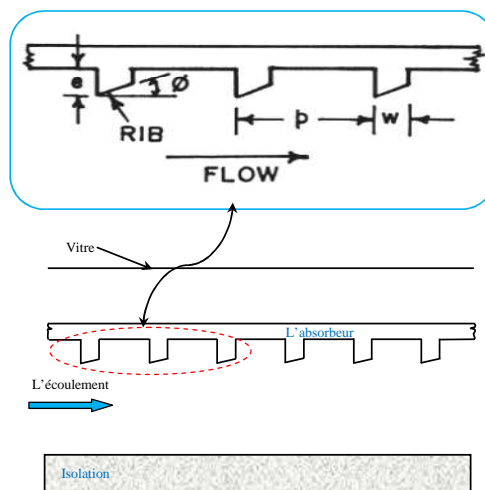 e
Ø
RIB
p
w
FLOW
Vitre
L'absorbeur
L'écoulement
Isolation